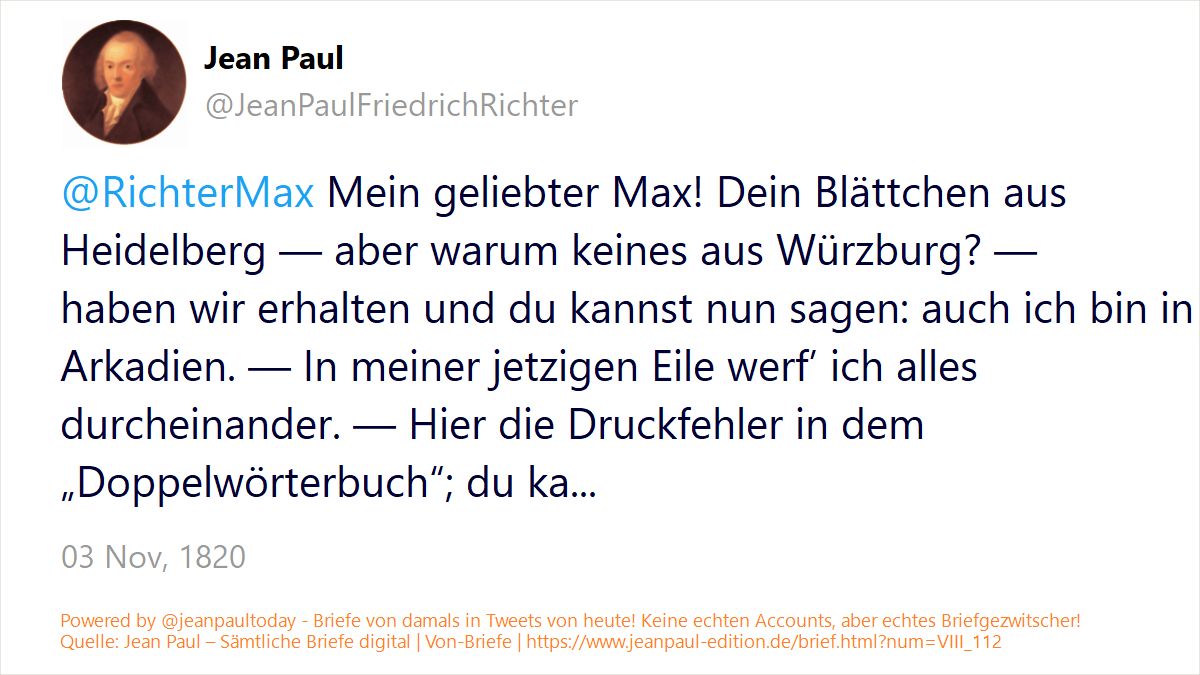 Jean Paul
@JeanPaulFriedrichRichter
@RichterMax Mein geliebter Max! Dein Blättchen aus
Heidelberg — aber warum keines aus Würzburg? —
haben wir erhalten und du kannst nun sagen: auch ich bin in
Arkadien. — In meiner jetzigen Eile werf’ ich alles
durcheinander. — Hier die Druckfehler in dem
„Doppelwörterbuch“; du ka...
03 Nov, 1820
Powered by @jeanpaultoday - Briefe von damals in Tweets von heute! Keine echten Accounts, aber echtes Briefgezwitscher!
Quelle: Jean Paul – Sämtliche Briefe digital | Von-Briefe | https://www.jeanpaul-edition.de/brief.html?num=VIII_112